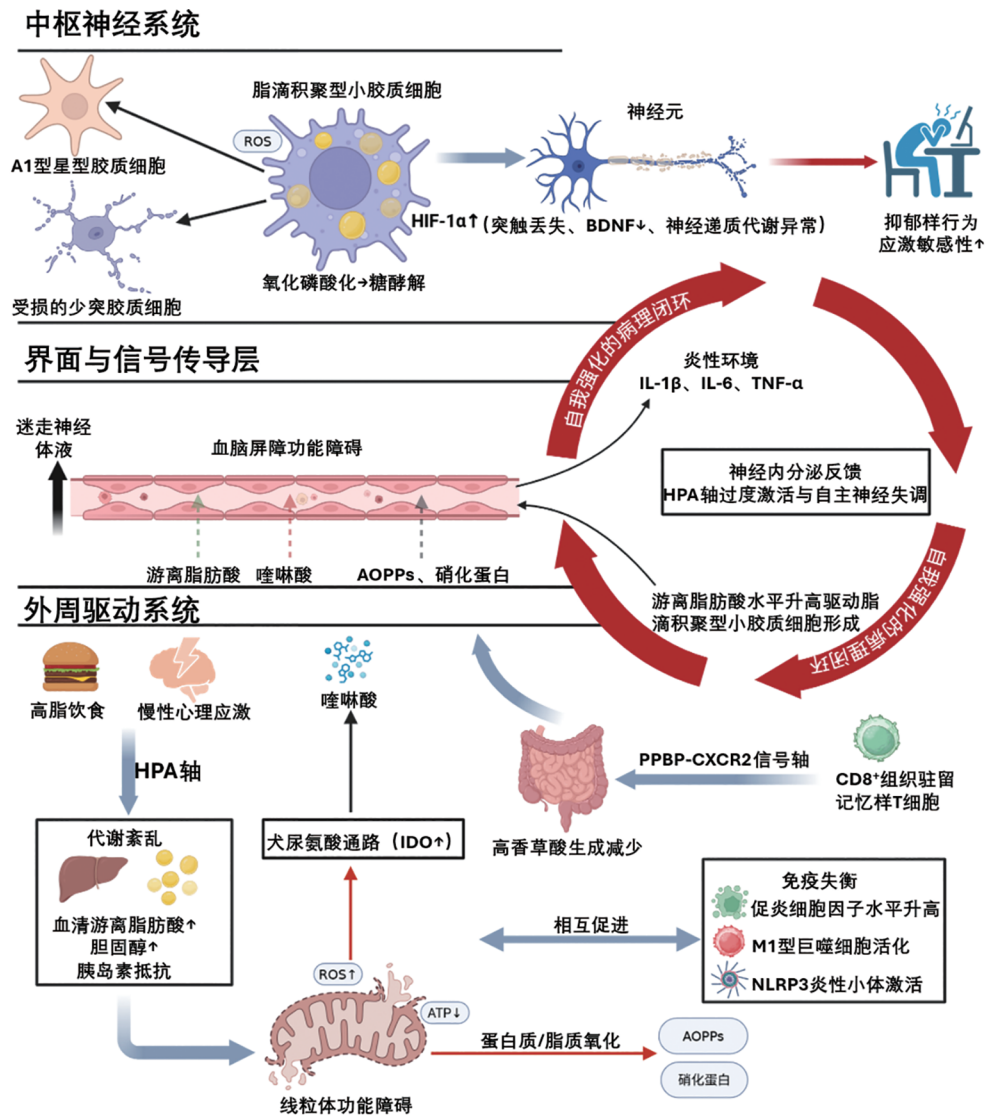 中枢神经系统
脂滴积聚型小胶质细胞
ROS
神经元
A1型星型胶质细胞
HIF-1α↑
(突触丢失、BDNF↓、神经递质代谢异常)
抑郁样行为
应激敏感性↑
氧化磷酸化→糖酵解
受损的少突胶质细胞
界面与信号传导层
自我强化的病理闭环
炎性环境
IL-1β、IL-6、TNF-α
迷走神经
体液
血脑屏障功能障碍
神经内分泌反馈
HPA轴过度激活与自主神经失调
游离脂肪酸
喹啉酸
AOPPs、硝化蛋白
自我强化的病理闭环
游离脂肪酸水平升高驱动脂
滴积聚型小胶质细胞形成
外周驱动系统
高脂饮食
慢性心理应激
喹啉酸
HPA轴
PPBP-CXCR2信号轴
CD8⁺组织驻留
记忆样T细胞
高香草酸生成减少
代谢紊乱
血清游离脂肪酸↑
胆固醇↑
胰岛素抵抗
犬尿氨酸通路（IDO↑）
相互促进
免疫失衡
促炎细胞因子水平升高
M1型巨噬细胞活化
NLRP3炎性小体激活
ROS↑
ATP↓
蛋白质/脂质氧化
AOPPs
硝化蛋白
线粒体功能障碍